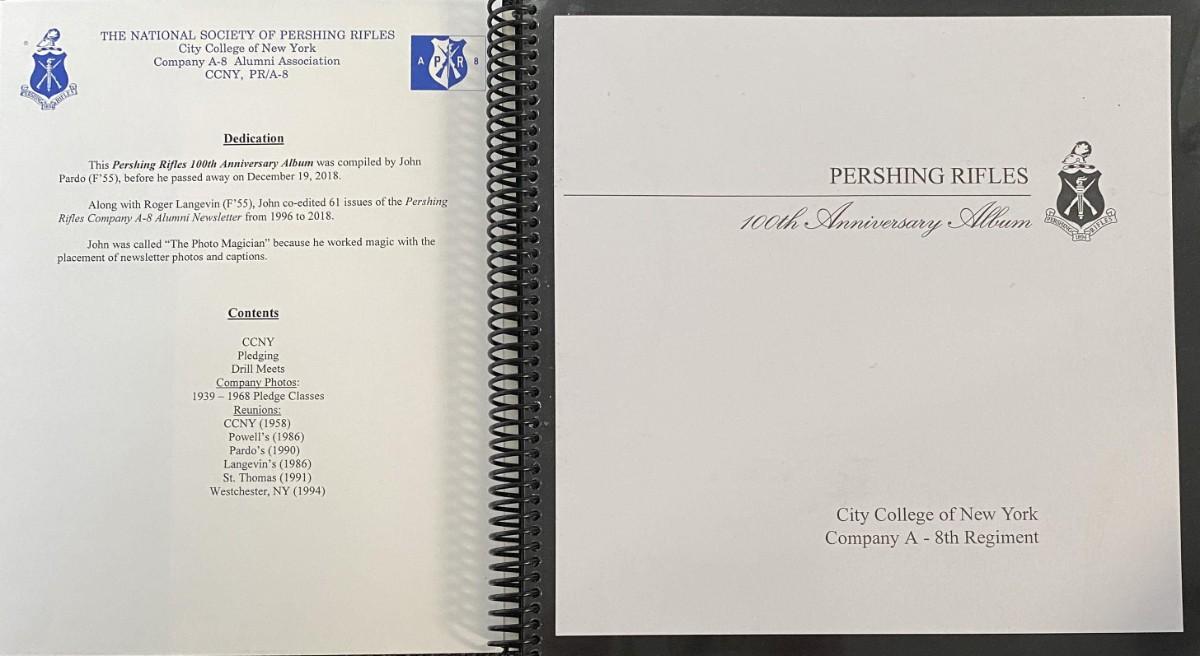 THE NATIONAL SOCIETY OF PERSHING RIFLES
City College of New York
Company A-8 Alumni Association
CCNY, PR/A-8
PERSHING RIFLES
A P R 8
Dedication
This Pershing Rifles 100th Anniversary Album was compiled by John
Pardo (F'55), before he passed away on December 19, 2018.
Along with Roger Langevin (F'55), John co-edited 61 issues of the Pershing
Rifles Company A-8 Alumni Newsletter from 1996 to 2018.
John was called "The Photo Magician" because he worked magic with the
placement of newsletter photos and captions.
Contents
CCNY
Pledging
Drill Meets
Company Photos:
1939 – 1968 Pledge Classes
Reunions:
CCNY (1958)
Powell's (1986)
Pardo's (1990)
Langevin's (1986)
St. Thomas (1991)
Westchester, NY (1994)
PERSHING RIFLES
100th Anniversary Album
PERSHING 1894 RIFLES
City College of New York
Company A - 8th Regiment